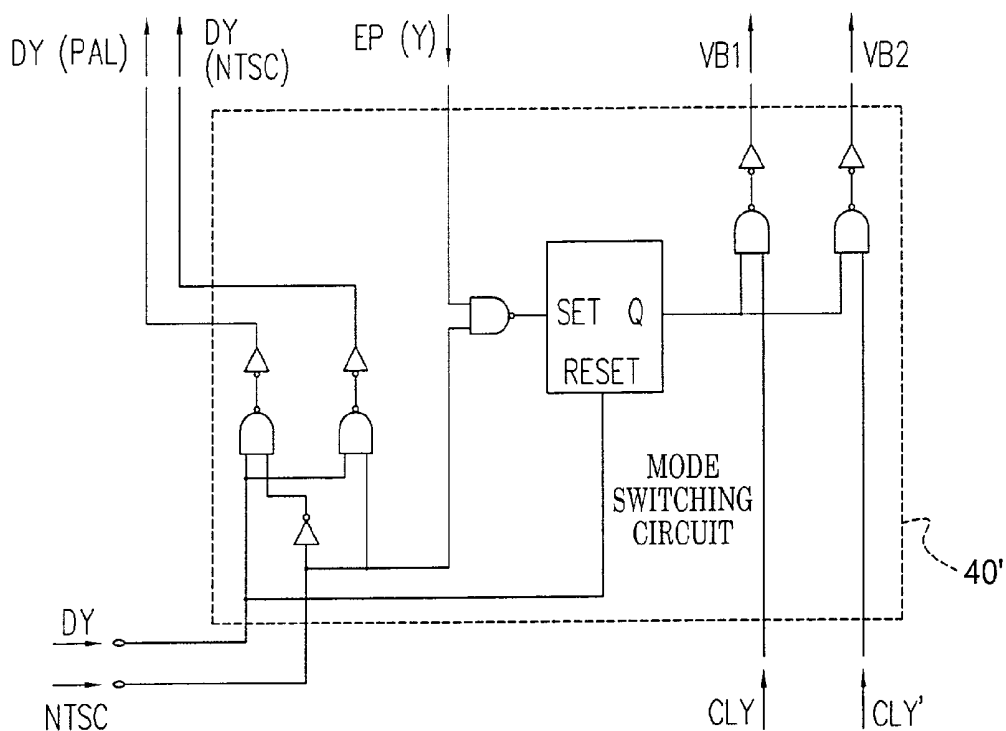 DY (PAL)
DY
(NTSC)
EP (Y)
VB1
VB2
SET Q
RESET
MODE
SWITCHING
CIRCUIT
40'
DY
NTSC
CLY
CLY'